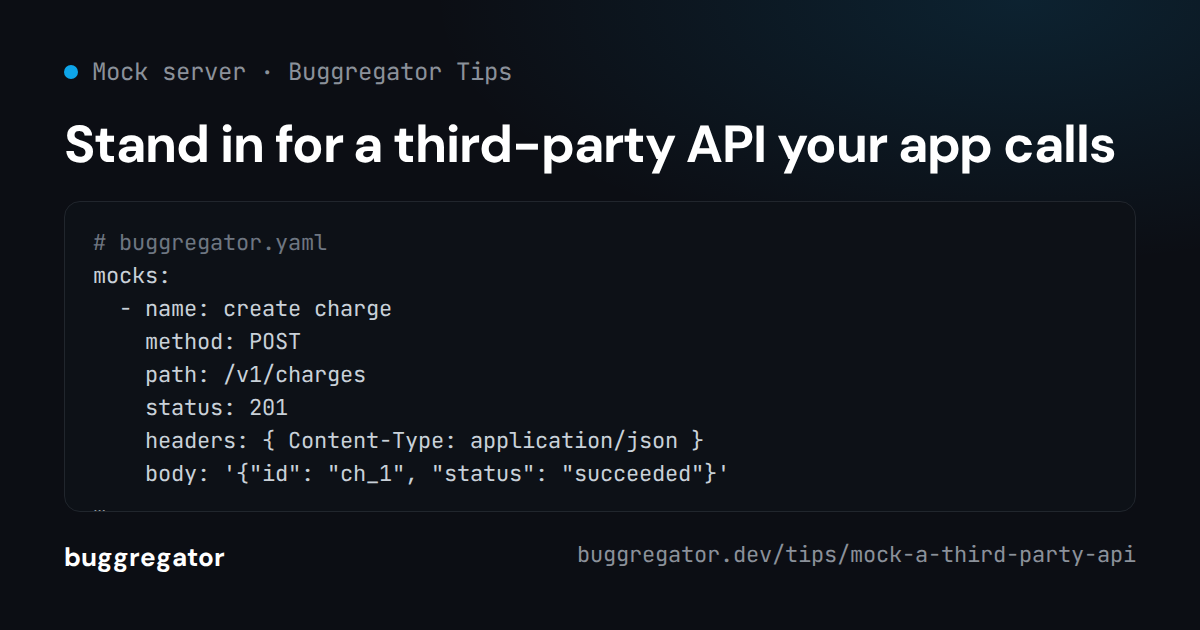 Mock server · Buggregator Tips
Stand in for a third-party API your app calls
# buggregator.yaml
mocks:
  - name: create charge
    method: POST
    path: /v1/charges
    status: 201
    headers: { Content-Type: application/json }
    body: '{"id": "ch_1", "status": "succeeded"}'
…
buggregator
buggregator.dev/tips/mock-a-third-party-api